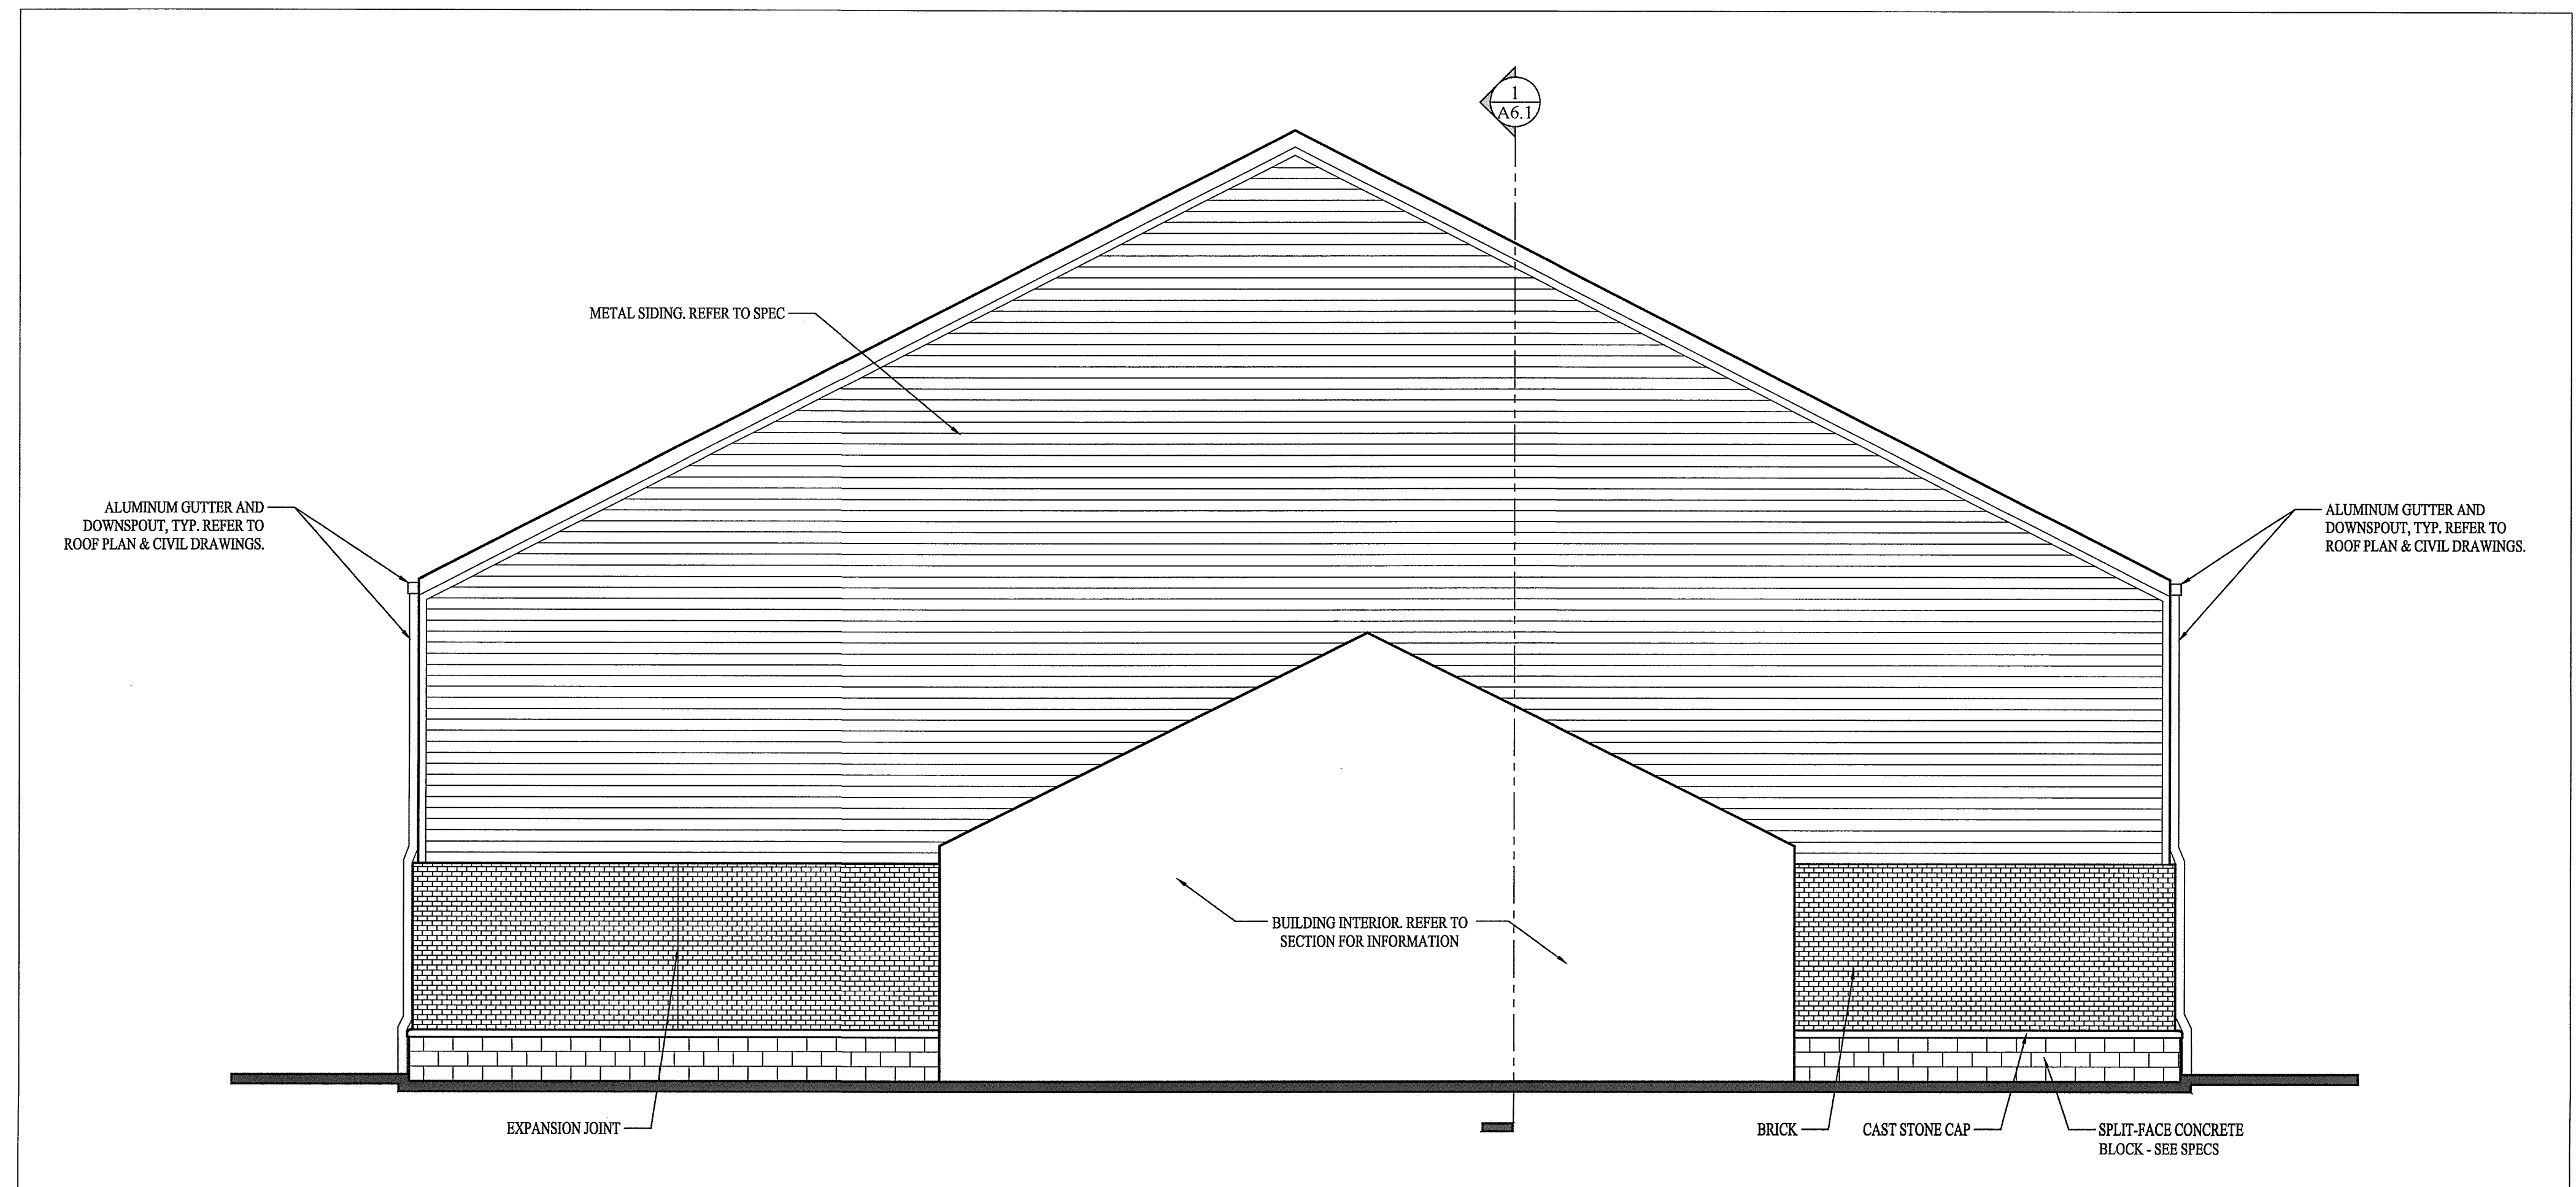 1
A6.1
METAL SIDING. REFER TO SPEC
ALUMINUM GUTTER AND
DOWNSPOUT, TYP. REFER TO
ROOF PLAN & CIVIL DRAWINGS.
ALUMINUM GUTTER AND
DOWNSPOUT, TYP. REFER TO
ROOF PLAN & CIVIL DRAWINGS.
BUILDING INTERIOR. REFER TO
SECTION FOR INFORMATION
EXPANSION JOINT
BRICK
CAST STONE CAP
SPLIT-FACE CONCRETE
BLOCK - SEE SPECS